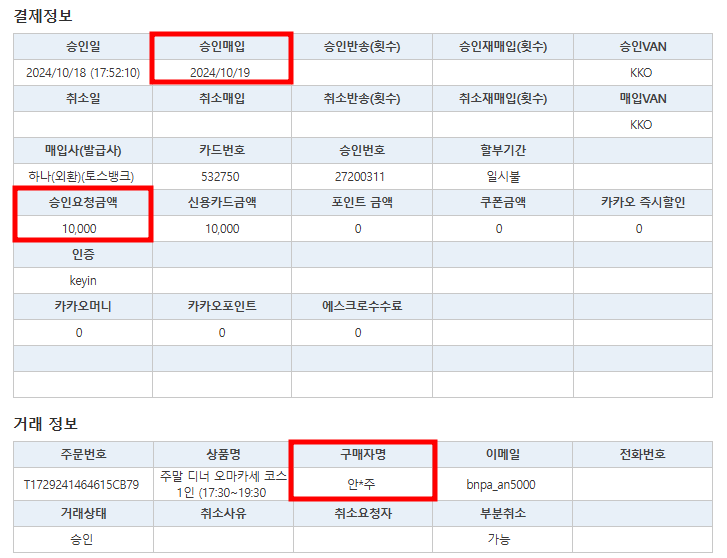 결제정보
승인일 승인매입 승인반송(횟수) 승인재매입(횟수) 승인VAN
2024/10/18 (17:52:10) 2024/10/19 KKO
취소일 취소매입 취소반송(횟수) 취소재매입(횟수) 매입VAN
KKO
매입사(발급사) 카드번호 승인번호 할부기간
하나(외환)(토스뱅크) 532750 27200311 일시불
승인요청금액 신용카드금액 포인트 금액 쿠폰금액 카카오 즉시할인
10,000 10,000 0 0 0
인증
keyin
카카오머니 카카오포인트 에스크로수수료
0 0 0
거래 정보
주문번호 상품명 구매자명 이메일 전화번호
T1729241464615CB79 주말 디너 오마카세 코스 안*주 bnpa_an5000
1인 (17:30~19:30
거래상태 취소사유 취소요청자 부분취소
승인 가능